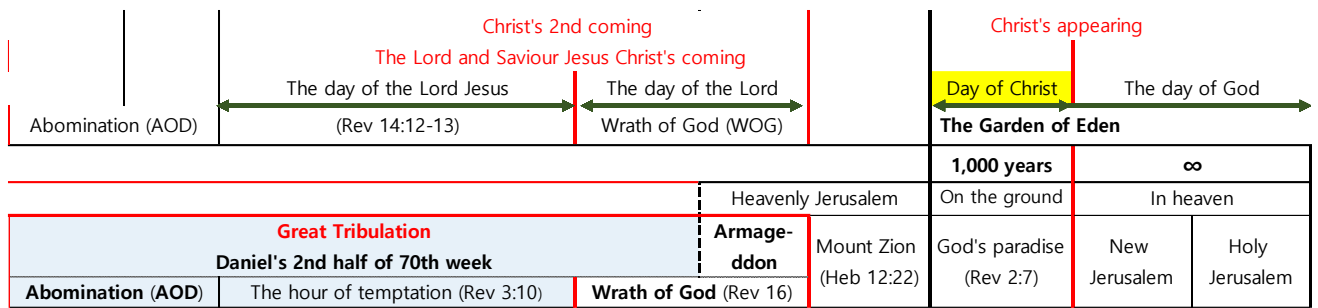 Christ's 2nd coming
Christ's appearing
The Lord and Saviour Jesus Christ's coming
The day of the Lord Jesus
The day of the Lord
Day of Christ
The day of God
Abomination (AOD)
(Rev 14:12-13)
Wrath of God (WOG)
The Garden of Eden
1,000 years
∞
Heavenly Jerusalem
On the ground
In heaven
Great Tribulation
Daniel's 2nd half of 70th week
Armage-
ddon
Mount Zion
(Heb 12:22)
God's paradise
(Rev 2:7)
New
Jerusalem
Holy
Jerusalem
Abomination (AOD)
The hour of temptation (Rev 3:10)
Wrath of God (Rev 16)